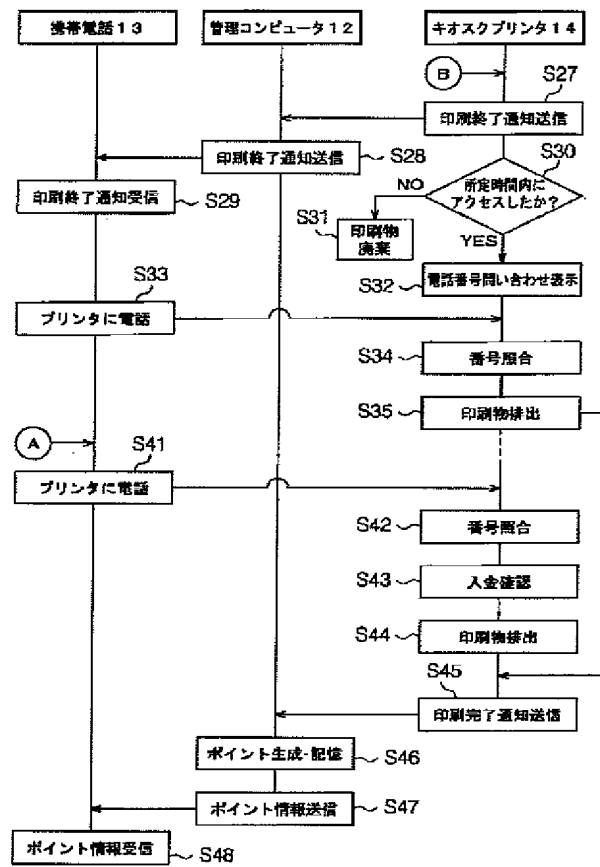 携帯電話13
管理コンピュータ12
キオスクプリンタ14
B
S27
印刷終了通知送信
印刷終了通知送信
S28
S30
所定時間内に
アクセスしたか?
NO
YES
印刷終了通知受信
S29
S31
印刷物
廃棄
S32
電話番号問い合わせ表示
S33
プリンタに電話
S34
番号照合
S35
印刷物排出
A
S41
プリンタに電話
S42
番号照合
S43
入金確認
S44
印刷物排出
S45
印刷完了通知送信
ポイント生成・記憶
S46
ポイント情報送信
S47
ポイント情報受信
S48